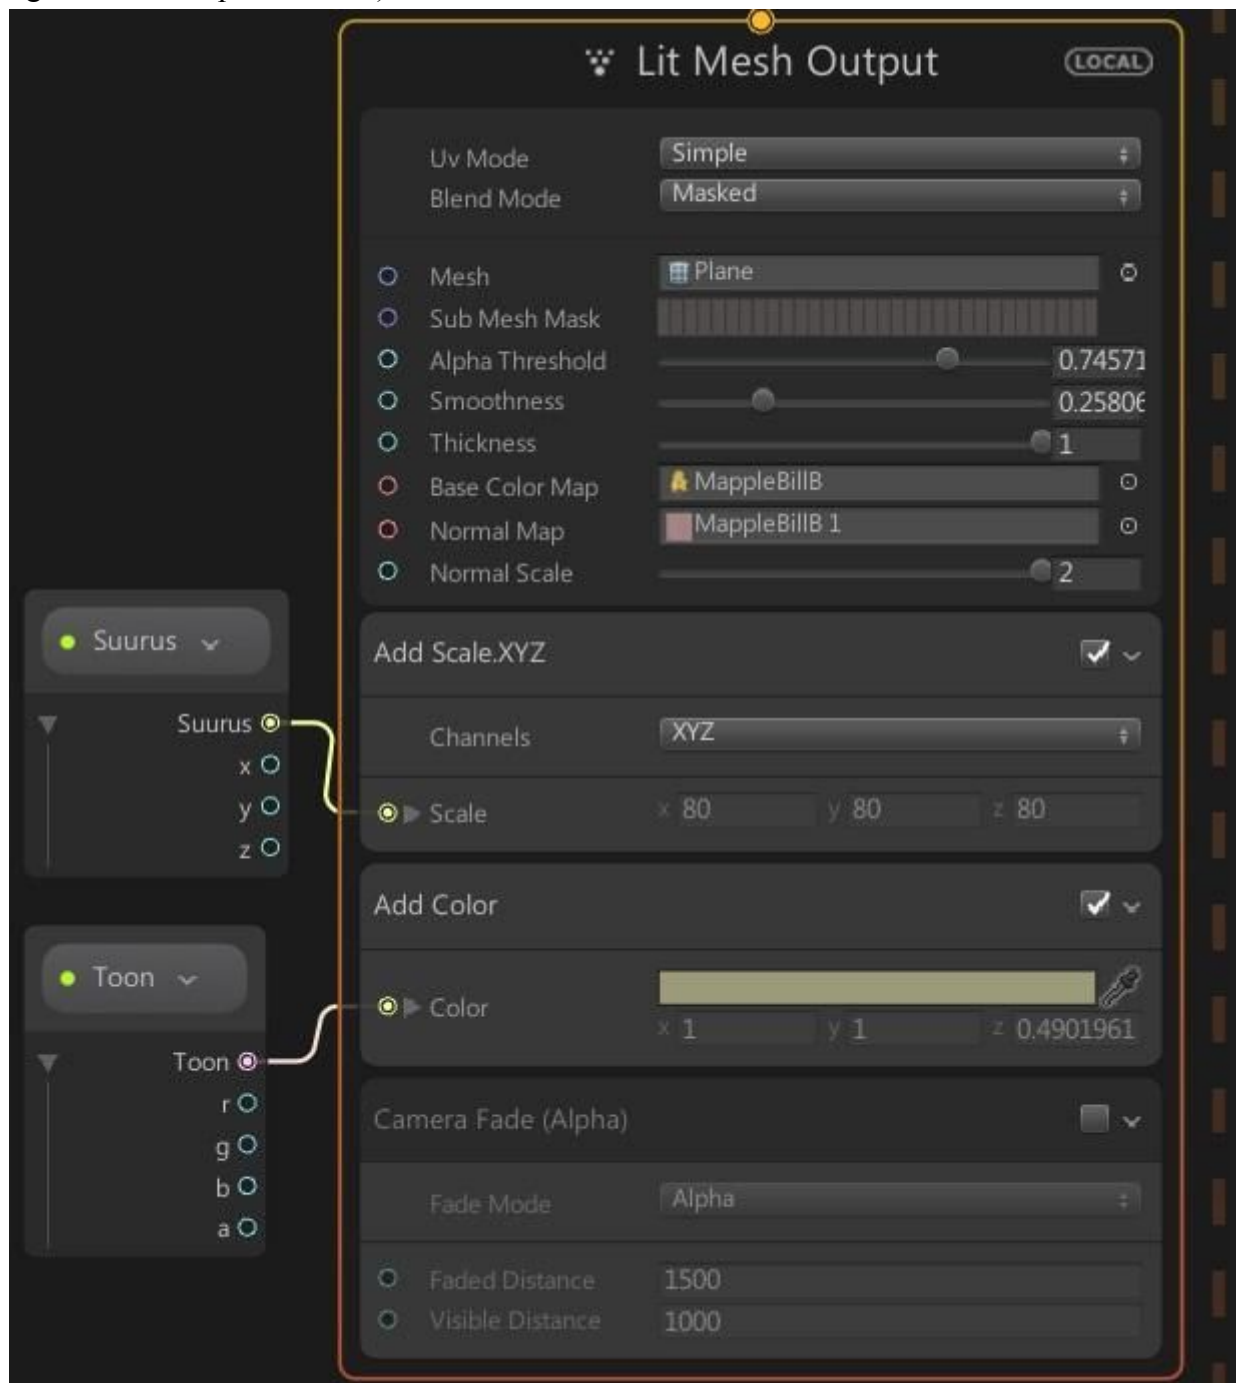 Lit Mesh Output
LOCAL
Uv Mode Simple
Blend Mode Masked
Mesh Plane
Sub Mesh Mask
Alpha Threshold 0.74571
Smoothness 0.25806
Thickness 1
Base Color Map MappleBillB
Normal Map MappleBillB 1
Normal Scale 2
Suurus
Suurus
x
y
z
Add Scale.XYZ
Channels XYZ
Scale x 80 y 80 z 80
Toon
Toon
r
g
b
a
Add Color
Color
x 1 y 1 z 0.4901961
Camera Fade (Alpha)
Fade Mode Alpha
Faded Distance 1500
Visible Distance 1000